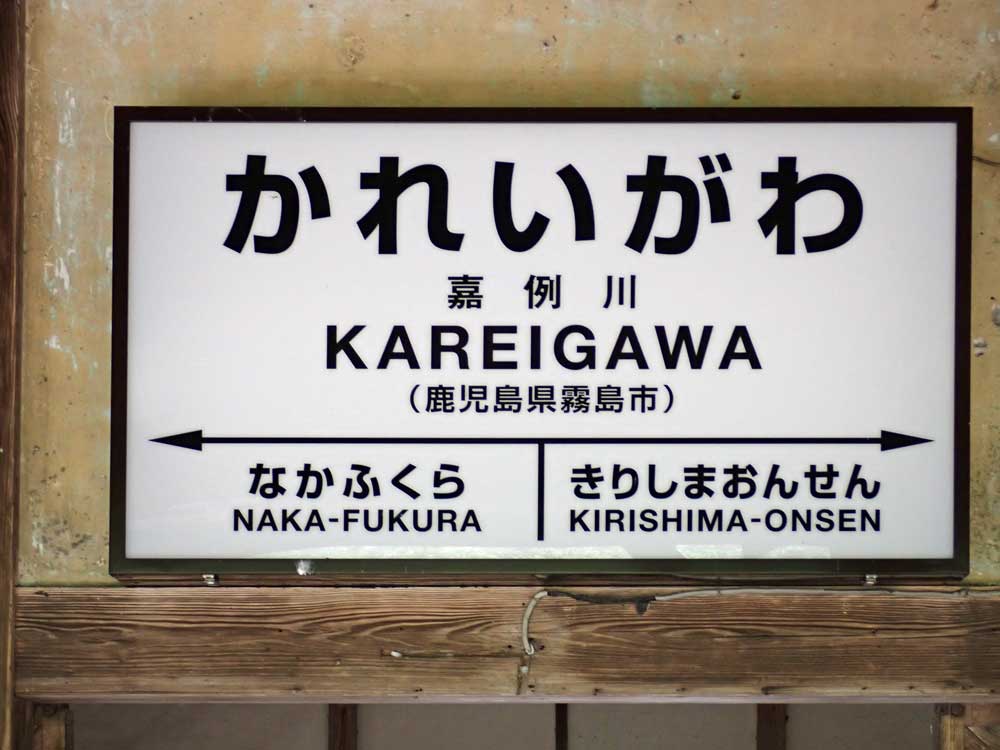 かれいがわ
嘉例川
KAREIGAWA
（鹿児島県霧島市）
なかふくら
NAKA-FUKURA
きりしまおんせん
KIRISHIMA-ONSEN